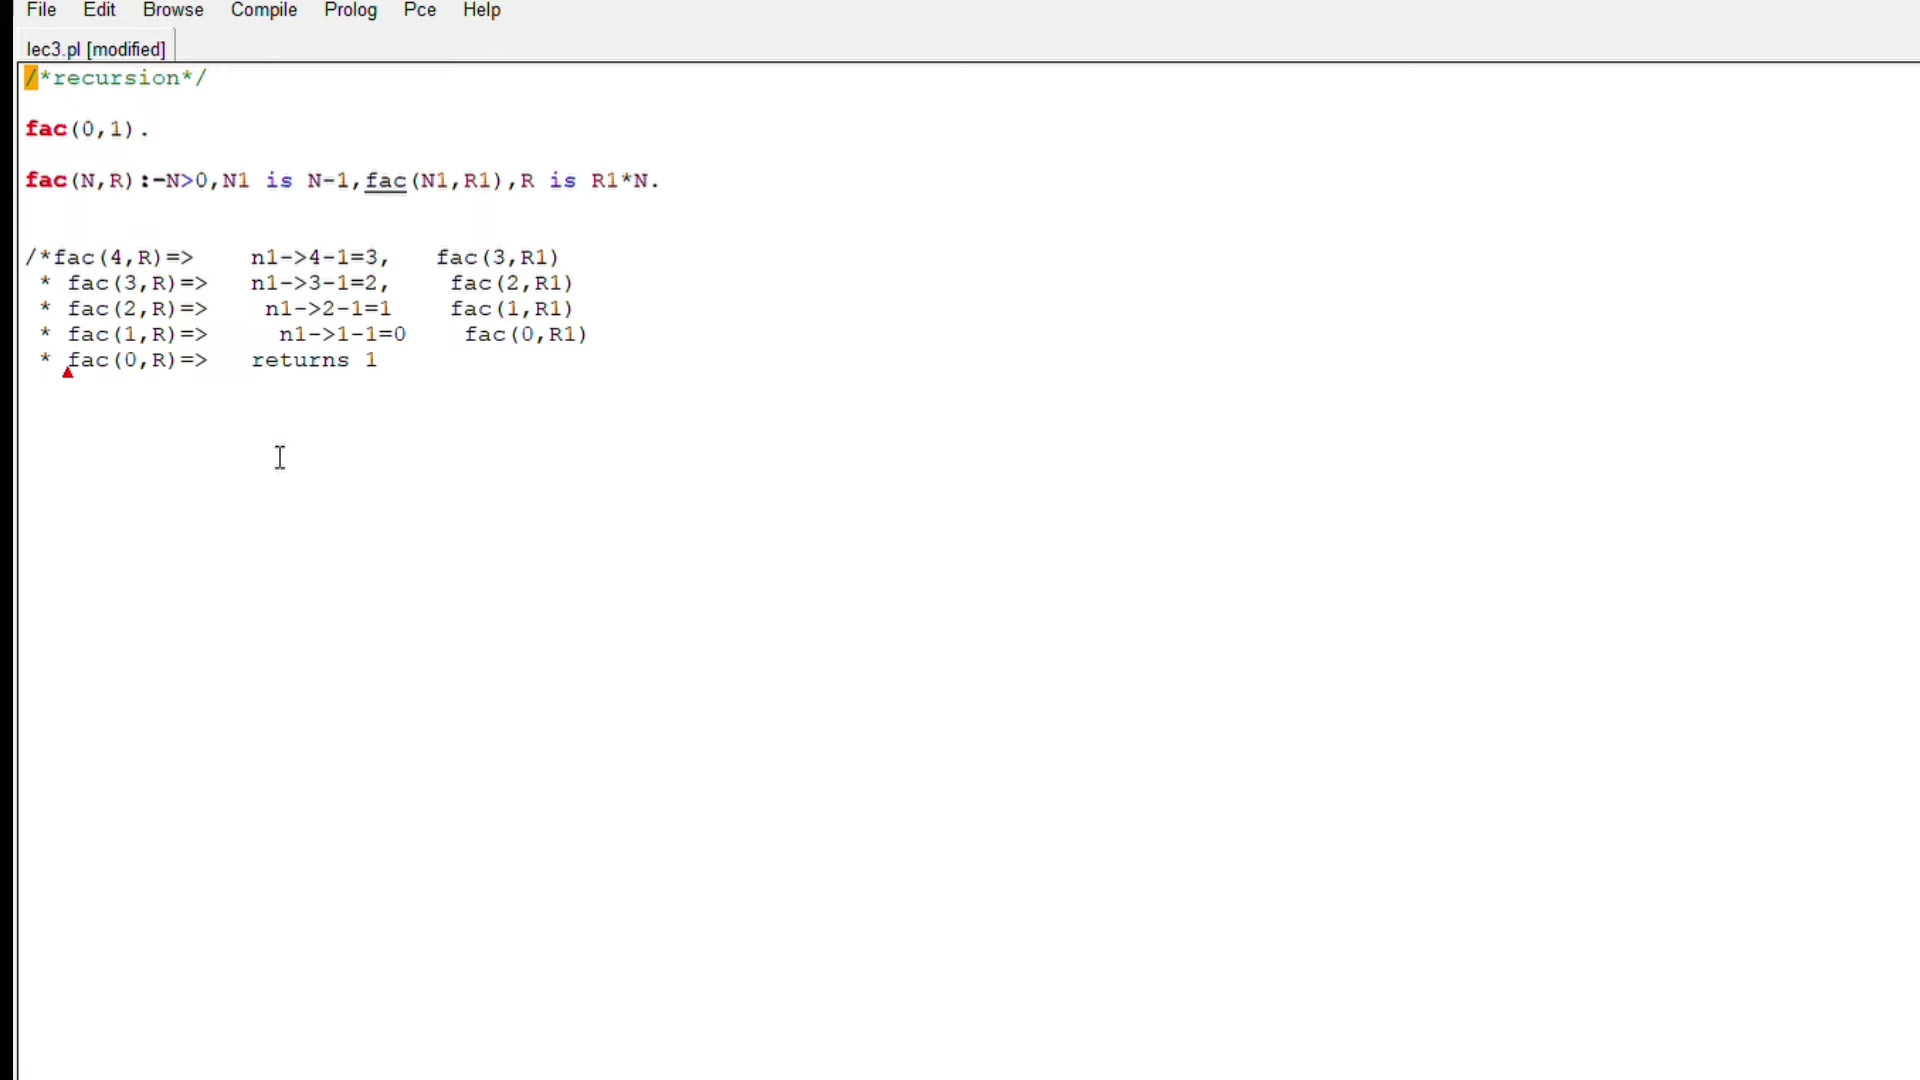 File Edit Browse Compile Prolog Pce Help
lec3.pl [modified]
/*recursion*/
fac(0,1).
fac(N,R):-N>0,N1 is N-1,fac(N1,R1),R is R1*N.
/*fac(4,R)=>    n1->4-1=3,   fac(3,R1)
 * fac(3,R)=>   n1->3-1=2,    fac(2,R1)
 * fac(2,R)=>    n1->2-1=1    fac(1,R1)
 * fac(1,R)=>     n1->1-1=0    fac(0,R1)
 * fac(0,R)=>   returns 1